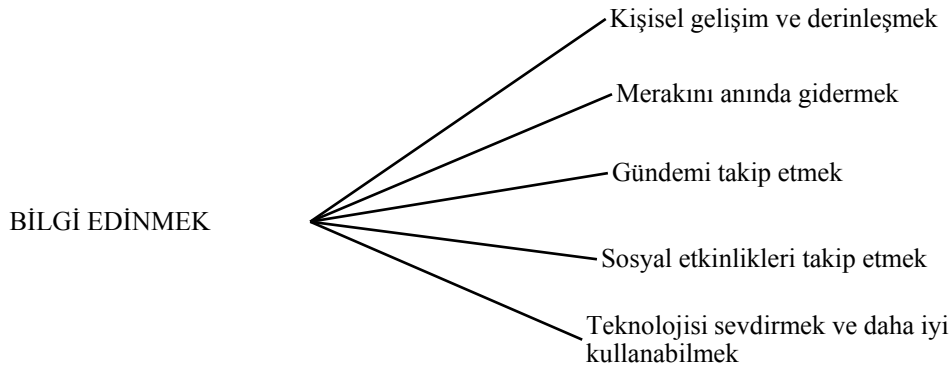 Kişisel gelişim ve derinleşmek
Merakını anında gidermek
Gündemi takip etmek
BİLGİ EDİNMEK
Sosyal etkinlikleri takip etmek
Teknolojisi sevdirmek ve daha iyi
kullanabilmek